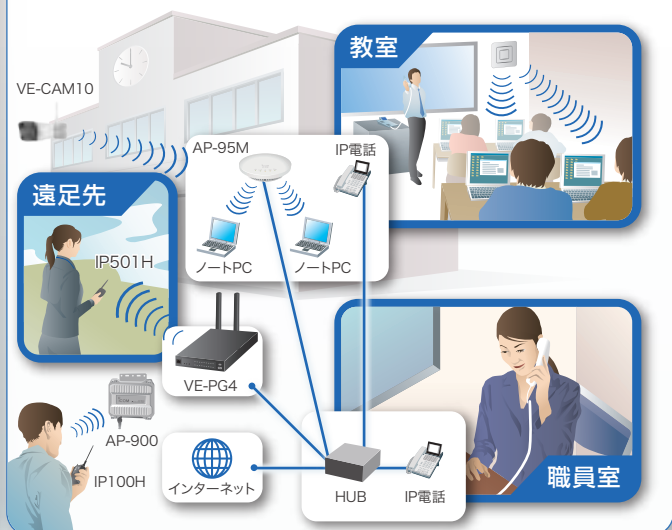 教室
VE-CAM10
AP-95M
IP電話
遠足先
IP501H
ノートPC
ノートPC
VE-PG4
AP-900
IP100H
インターネット
HUB
IP電話
職員室